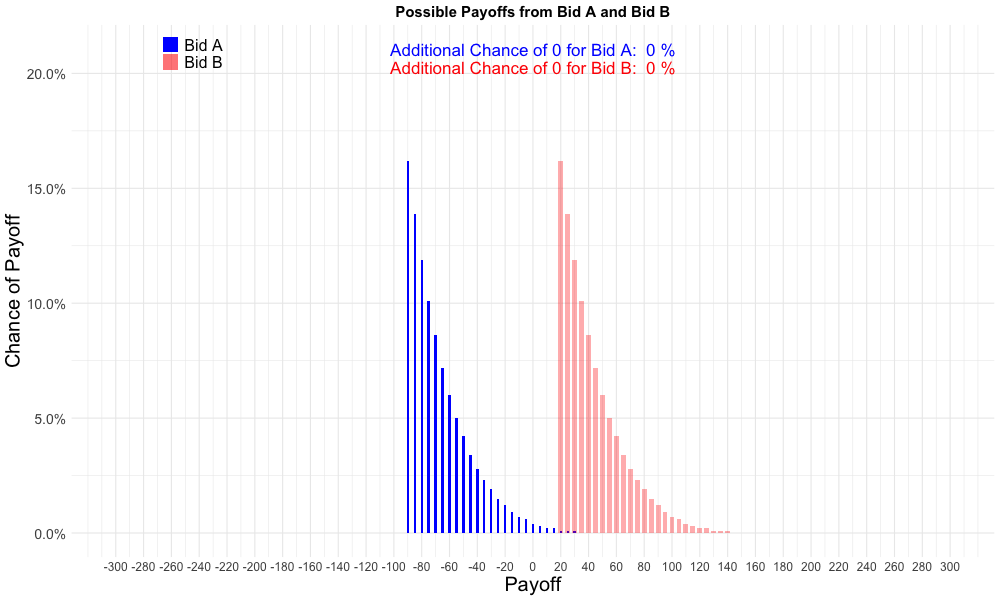 Possible Payoffs from Bid A and Bid B
Bid A
Bid B
Additional Chance of 0 for Bid A:  0 %
Additional Chance of 0 for Bid B:  0 %
Chance of Payoff
20.0%
15.0%
10.0%
5.0%
0.0%
-300 -280 -260 -240 -220 -200 -180 -160 -140 -120 -100 -80 -60 -40 -20 0 20 40 60 80 100 120 140 160 180 200 220 240 260 280 300
Payoff